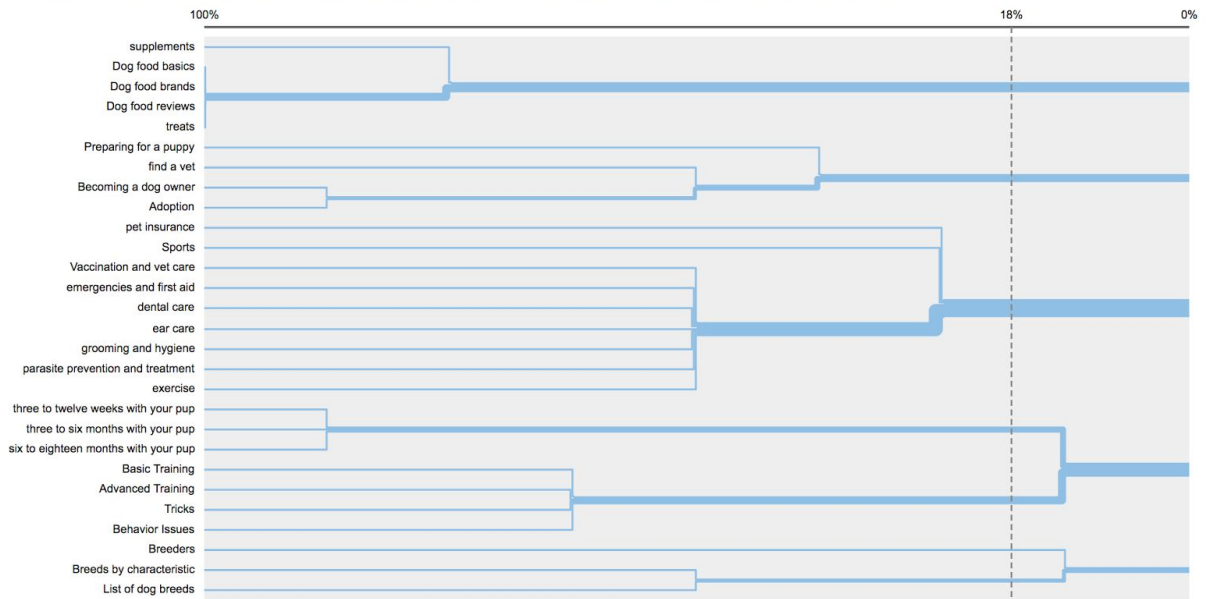 100% 18% 0%
supplements
Dog food basics
Dog food brands
Dog food reviews
treats
Preparing for a puppy
find a vet
Becoming a dog owner
Adoption
pet insurance
Sports
Vaccination and vet care
emergencies and first aid
dental care
ear care
grooming and hygiene
parasite prevention and treatment
exercise
three to twelve weeks with your pup
three to six months with your pup
six to eighteen months with your pup
Basic Training
Advanced Training
Tricks
Behavior Issues
Breeders
Breeds by characteristic
List of dog breeds